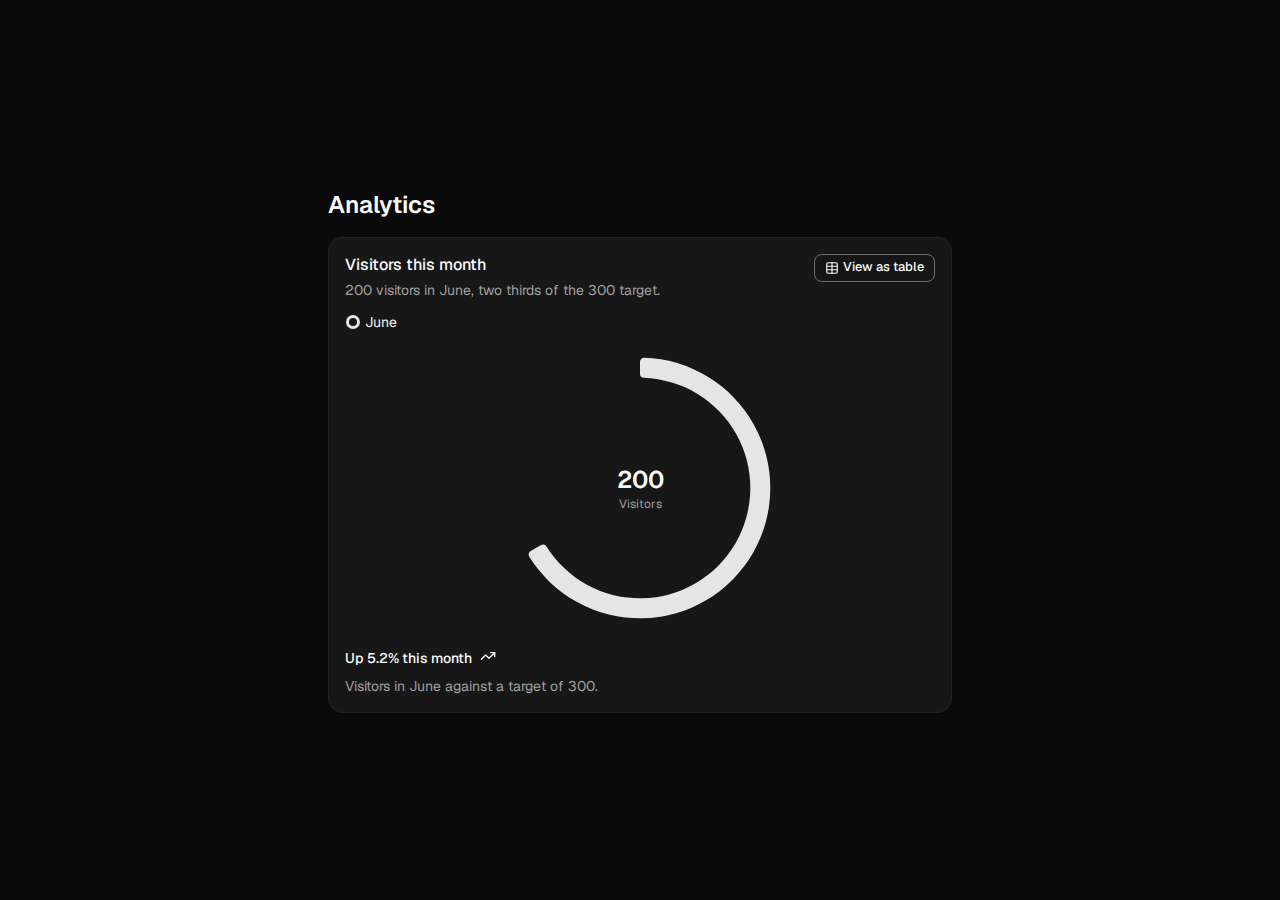 Analytics
Visitors this month
View as table
200 visitors in June, two thirds of the 300 target.
June
200
Visitors
Up 5.2% this month
Visitors in June against a target of 300.